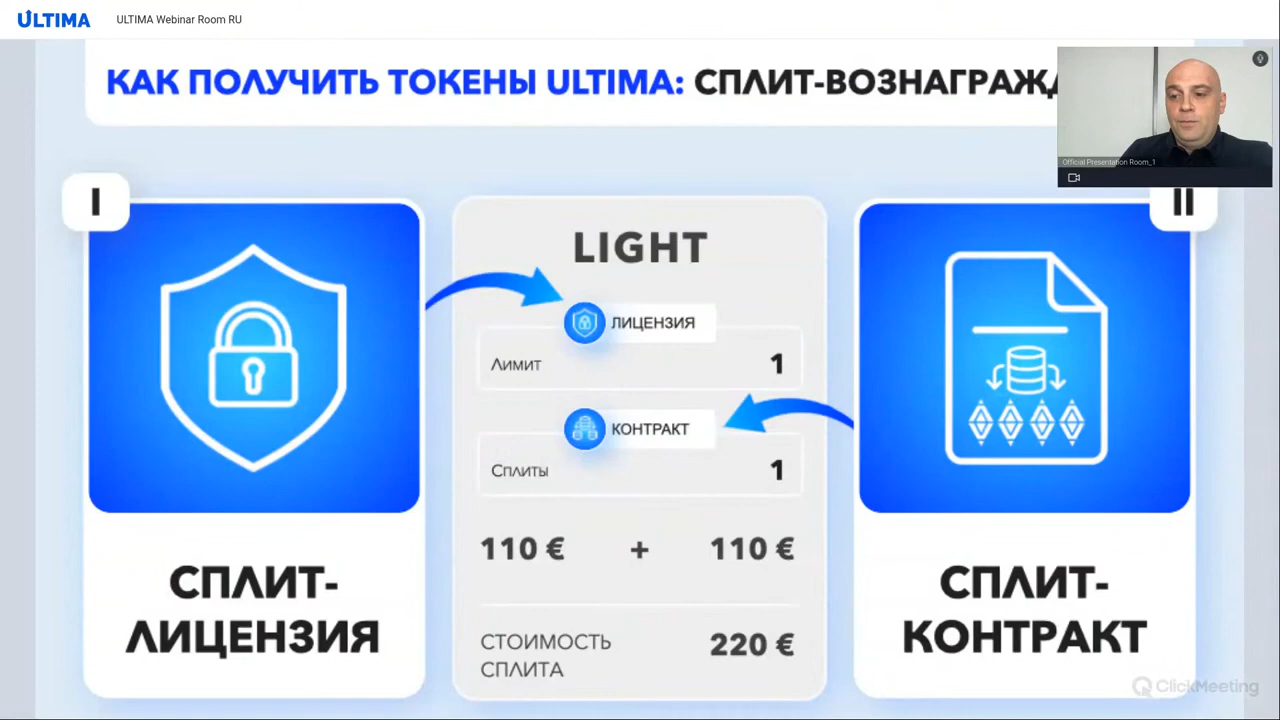 ULTIMA ULTIMA Webinar Room RU
КАК ПОЛУЧИТЬ ТОКЕНЫ ULTIMA: СПЛИТ-ВОЗНАГРАЖД
Official Presentation Room_1
I
II
LIGHT
ЛИЦЕНЗИЯ
Лимит 1
КОНТРАКТ
Сплиты 1
110 € + 110 €
СТОИМОСТЬ
СПЛИТА
220 €
СПЛИТ-
ЛИЦЕНЗИЯ
СПЛИТ-
КОНТРАКТ
ClickMeeting